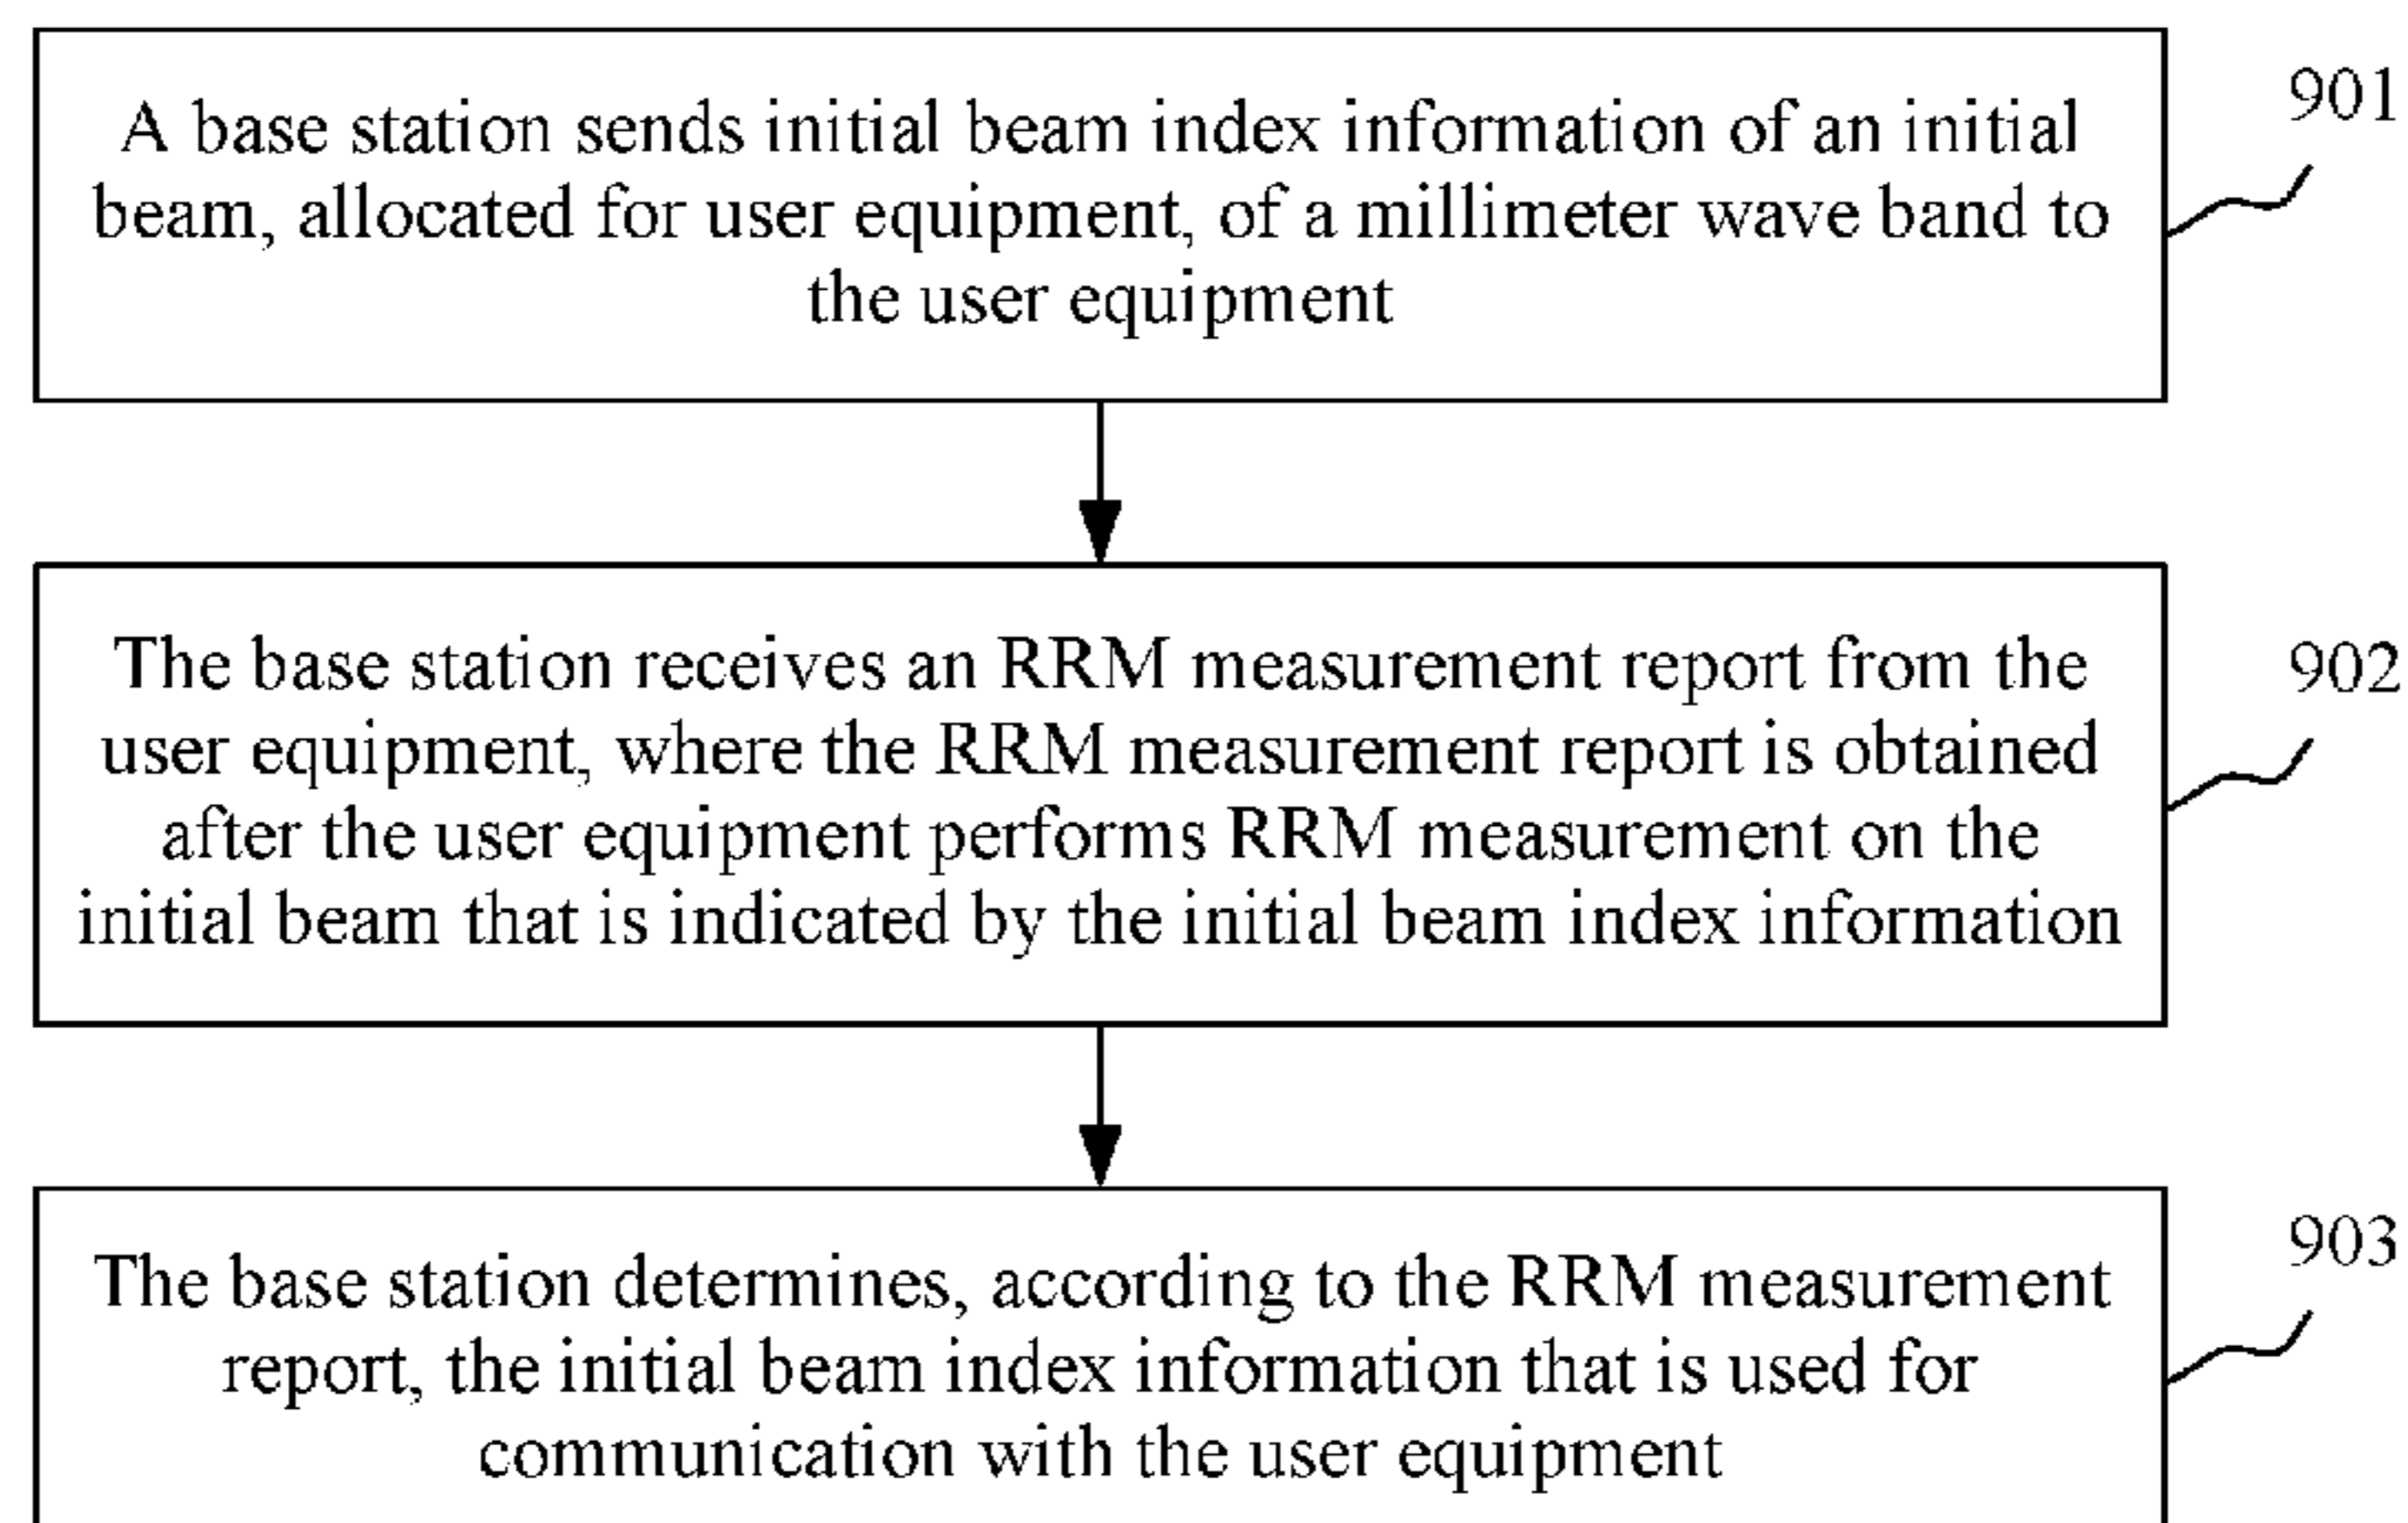 A base station sends initial beam index information of an initial
beam, allocated for user equipment, of a millimeter wave band to
the user equipment
901
The base station receives an RRM measurement report from the
user equipment, where the RRM measurement report is obtained
after the user equipment performs RRM measurement on the
initial beam that is indicated by the initial beam index information
902
The base station determines, according to the RRM measurement
report, the initial beam index information that is used for
communication with the user equipment
903